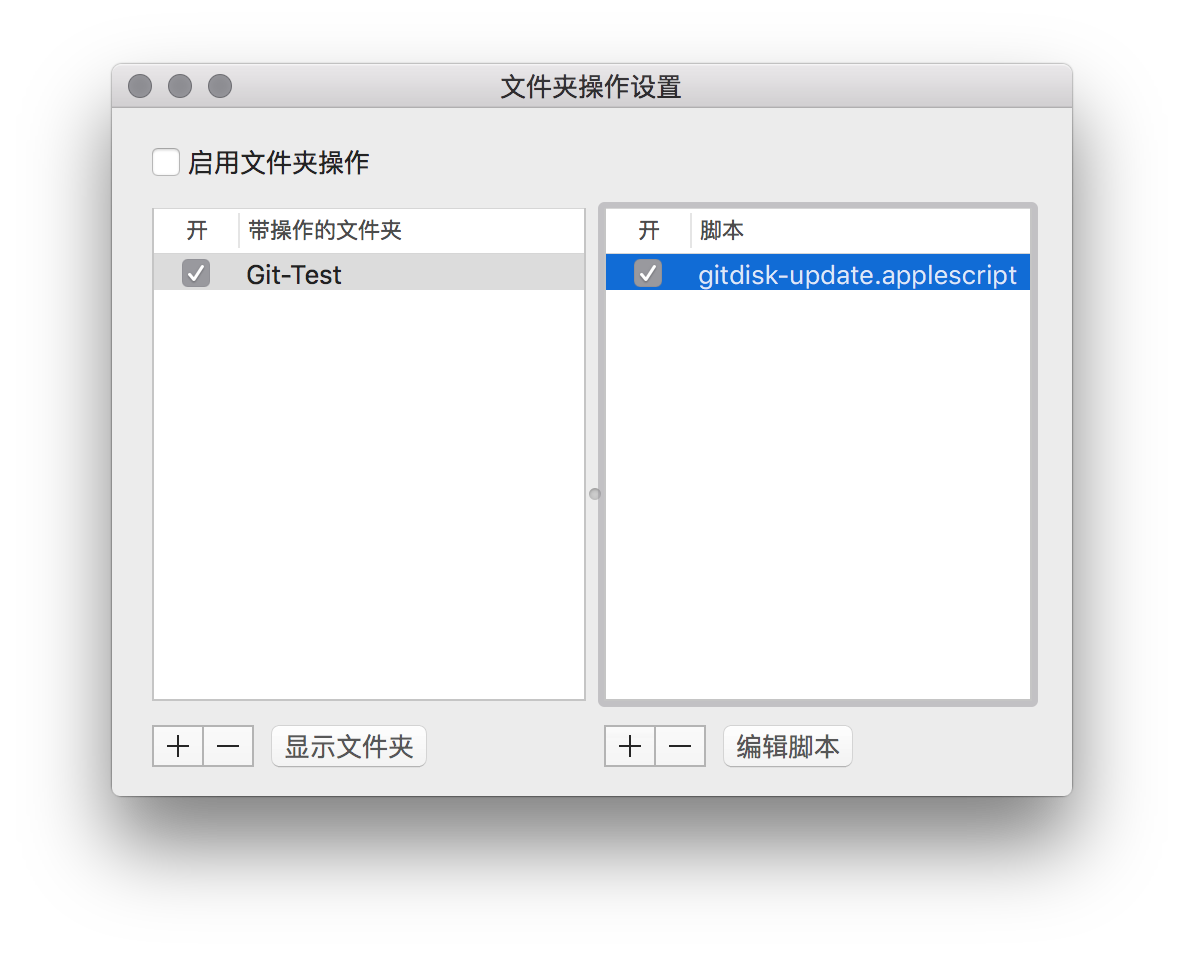 文件夹操作设置
启用文件夹操作
开 带操作的文件夹
Git-Test
开 脚本
gitdisk-update.applescript
显示文件夹
编辑脚本